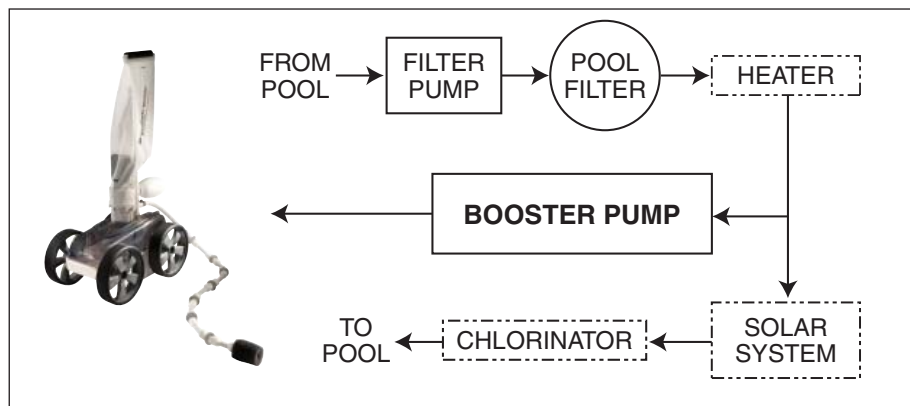 FROM
POOL
FILTER
PUMP
POOL
FILTER
HEATER
BOOSTER PUMP
TO
POOL
CHLORINATOR
SOLAR
SYSTEM